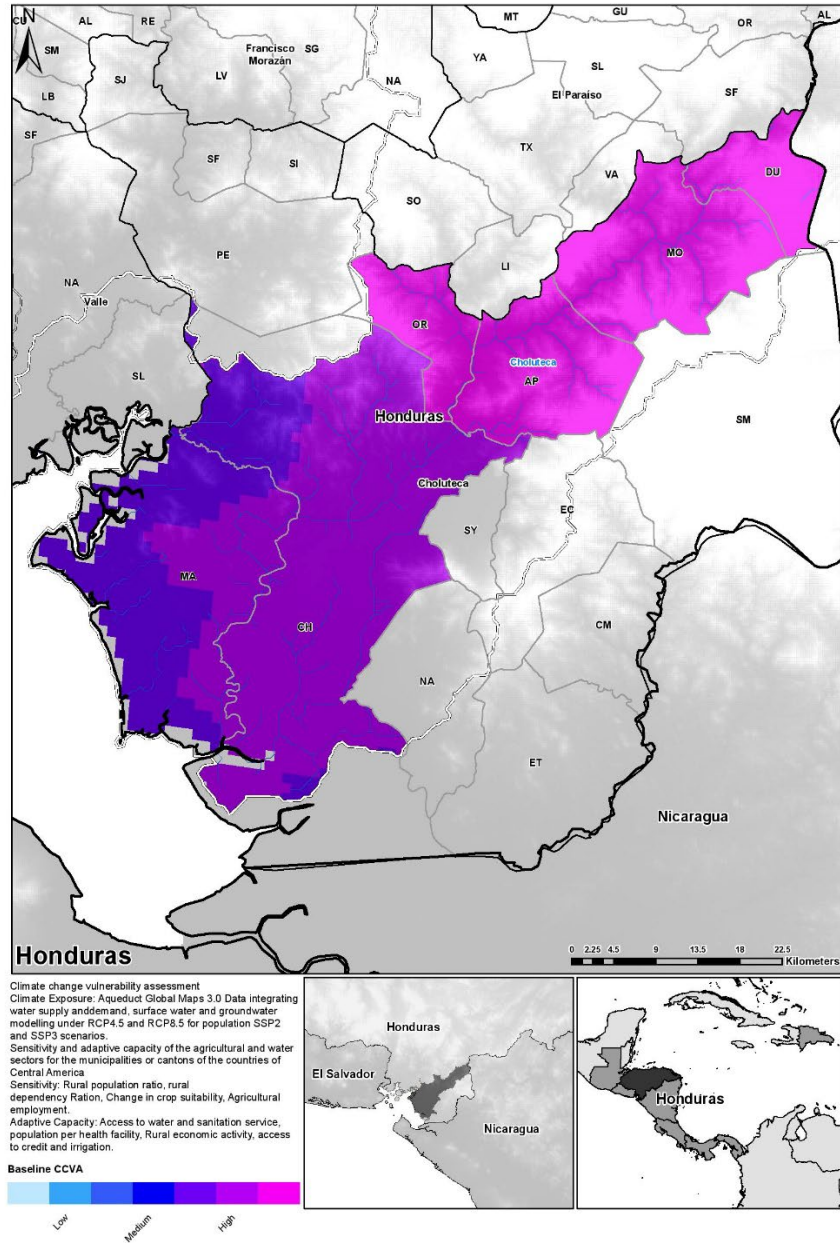 CU
AL
RE
SM
LB
SJ
LV
Francisco
Morazán
SG
NA
MT
GU
OR
AL
YA
SL
El Paraíso
SF
SF
SF
SI
TX
VA
DU
SO
PE
LI
MO
NA
Valle
OR
SL
Choluteca
AP
Honduras
SM
Choluteca
SY
EC
MA
CH
CM
NA
ET
Nicaragua
Honduras
0 2.25 4.5 9 13.5 18 22.5
Kilometers
Climate change vulnerability assessment
Climate Exposure: Aqueduct Global Maps 3.0 Data integrating
water supply anddemand, surface water and groundwater
modelling under RCP4.5 and RCP8.5 for population SSP2
and SSP3 scenarios.
Sensitivity and adaptive capacity of the agricultural and water
sectors for the municipalities or cantons of the countries of
Central America
Sensitivity: Rural population ratio, rural
dependency Ration, Change in crop suitability, Agricultural
employment.
Adaptive Capacity: Access to water and sanitation service,
population per health facility, Rural economic activity, access
to credit and irrigation.
Baseline CCVA
Low
Medium
High
Honduras
El Salvador
Nicaragua
Honduras